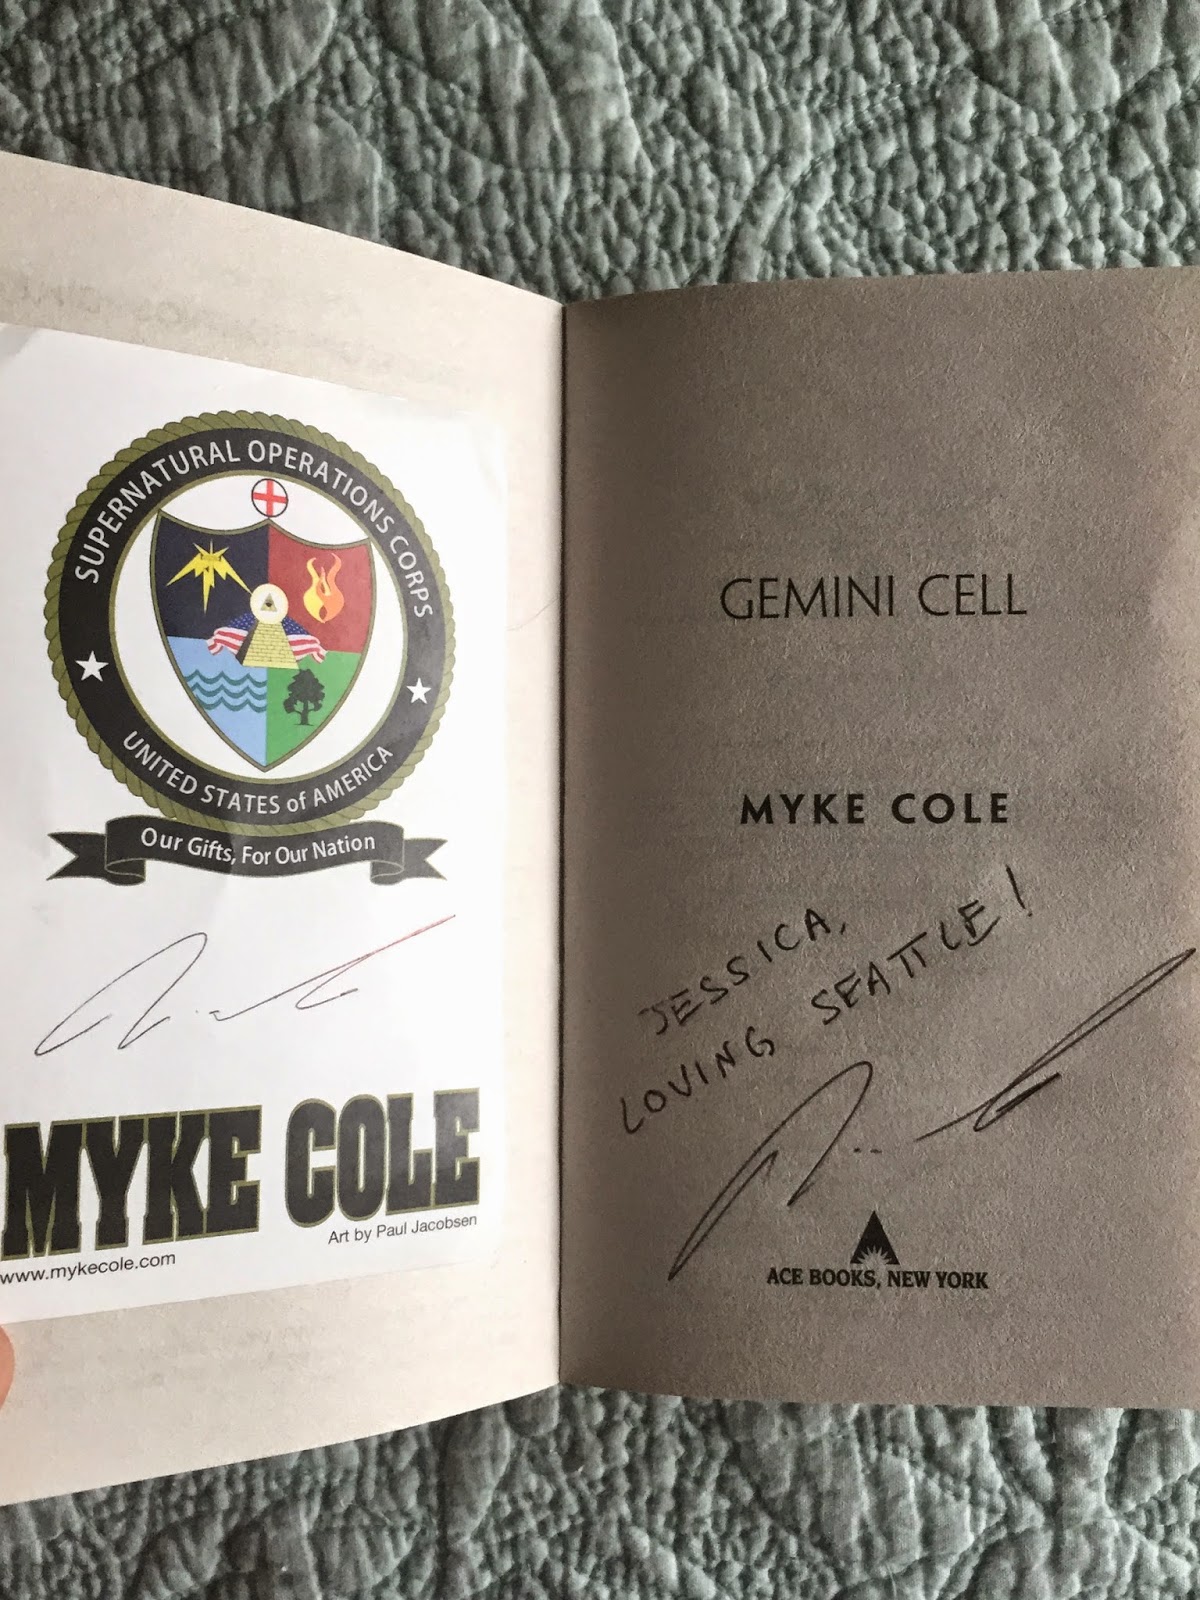 SUPERNATURAL OPERATIONS CORPS
UNITED STATES of AMERICA
Our Gifts, For Our Nation
MYKE COLE
Art by Paul Jacobsen
www.mykecole.com
GEMINI CELL
MYKE COLE
JESSICA,
LOVING SEATTLE!
ACE BOOKS, NEW YORK